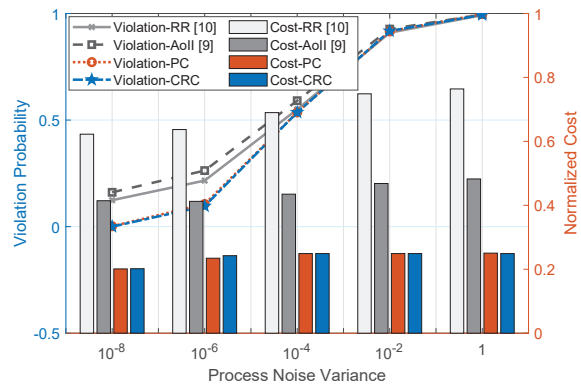 1
0.5
0
-0.5
Violation Probability
Violation-RR [10]
Violation-AoII [9]
Violation-PC
Violation-CRC
Cost-RR [10]
Cost-AoII [9]
Cost-PC
Cost-CRC
1
0.8
0.6
0.4
0.2
0
Normalized Cost
10^-8 10^-6 10^-4 10^-2 1
Process Noise Variance